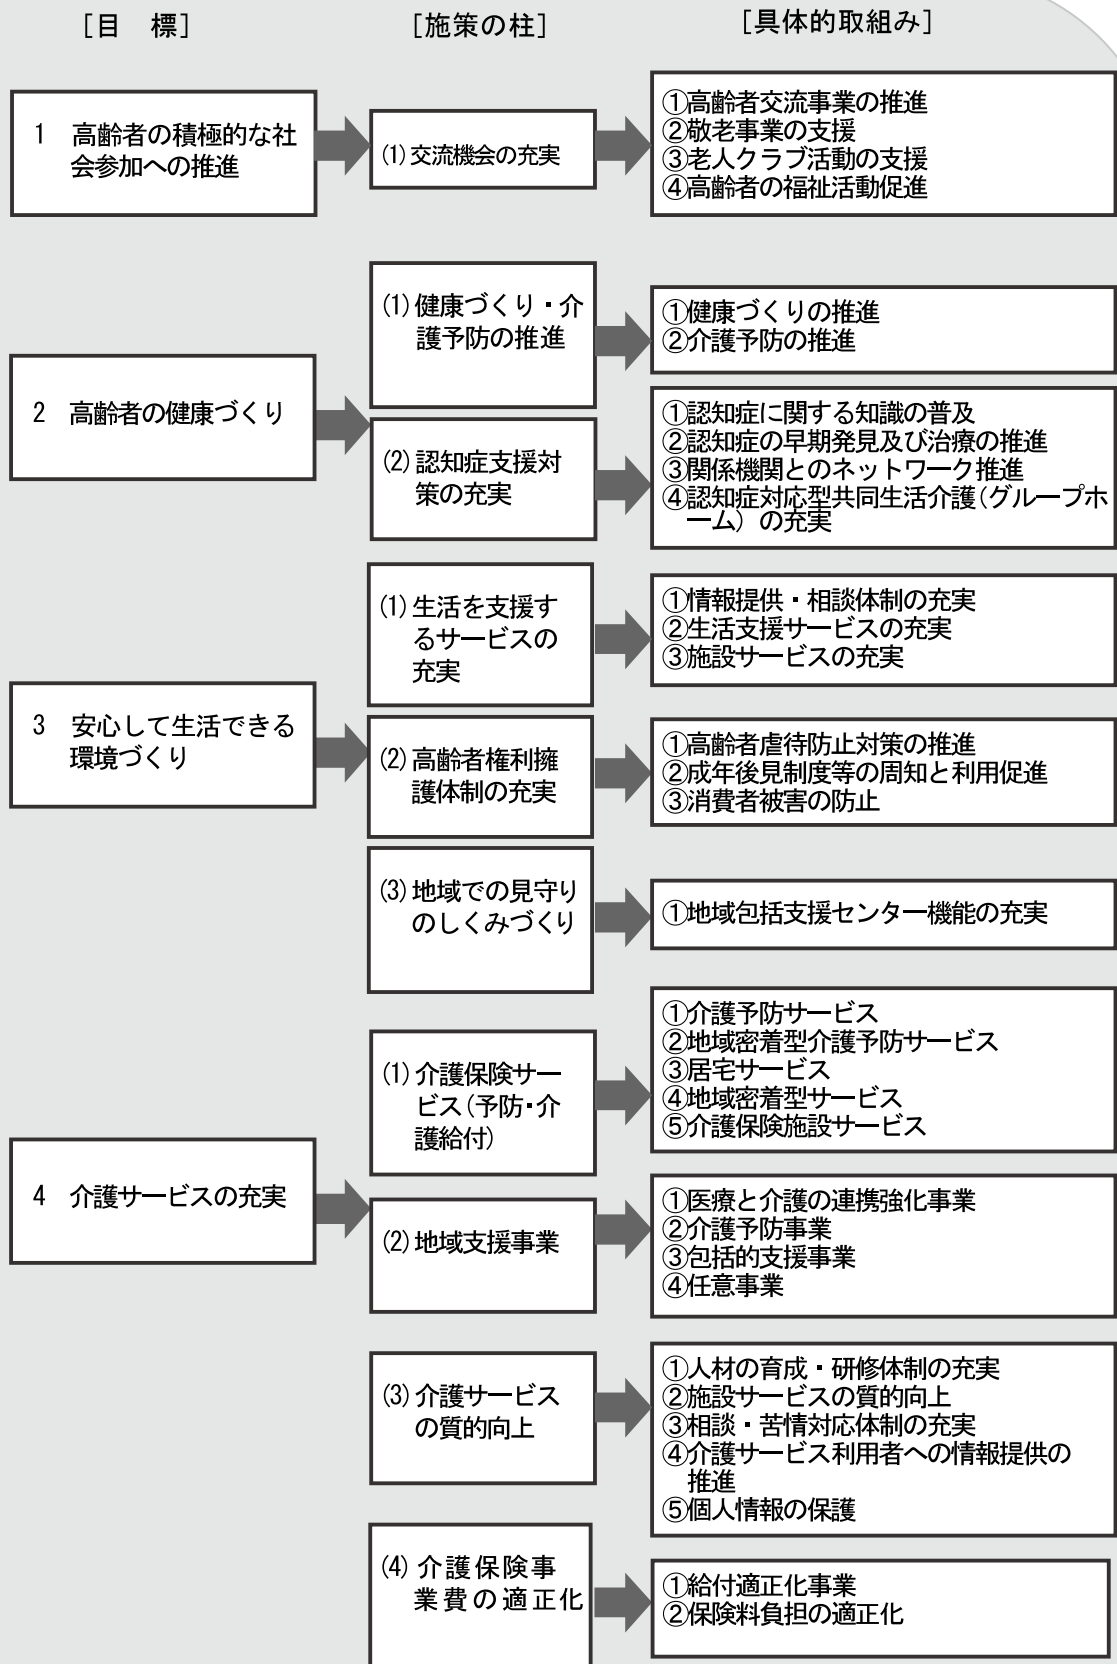 [目　標]
[施策の柱]
[具体的取組み]
1　高齢者の積極的な社
会参加への推進
(1)交流機会の充実
①高齢者交流事業の推進
②敬老事業の支援
③老人クラブ活動の支援
④高齢者の福祉活動促進
2　高齢者の健康づくり
(1)健康づくり・介
護予防の推進
①健康づくりの推進
②介護予防の推進
(2)認知症支援対
策の充実
①認知症に関する知識の普及
②認知症の早期発見及び治療の推進
③関係機関とのネットワーク推進
④認知症対応型共同生活介護(グループホ
ーム）の充実
3　安心して生活できる
環境づくり
(1)生活を支援す
るサービスの
充実
①情報提供・相談体制の充実
②生活支援サービスの充実
③施設サービスの充実
(2)高齢者権利擁
護体制の充実
①高齢者虐待防止対策の推進
②成年後見制度等の周知と利用促進
③消費者被害の防止
(3)地域での見守り
のしくみづくり
①地域包括支援センター機能の充実
4　介護サービスの充実
(1)介護保険サー
ビス(予防・介
護給付)
①介護予防サービス
②地域密着型介護予防サービス
③居宅サービス
④地域密着型サービス
⑤介護保険施設サービス
(2)地域支援事業
①医療と介護の連携強化事業
②介護予防事業
③包括的支援事業
④任意事業
(3)介護サービス
の質的向上
①人材の育成・研修体制の充実
②施設サービスの質的向上
③相談・苦情対応体制の充実
④介護サービス利用者への情報提供の
推進
⑤個人情報の保護
(4)介護保険事
業費の適正化
①給付適正化事業
②保険料負担の適正化